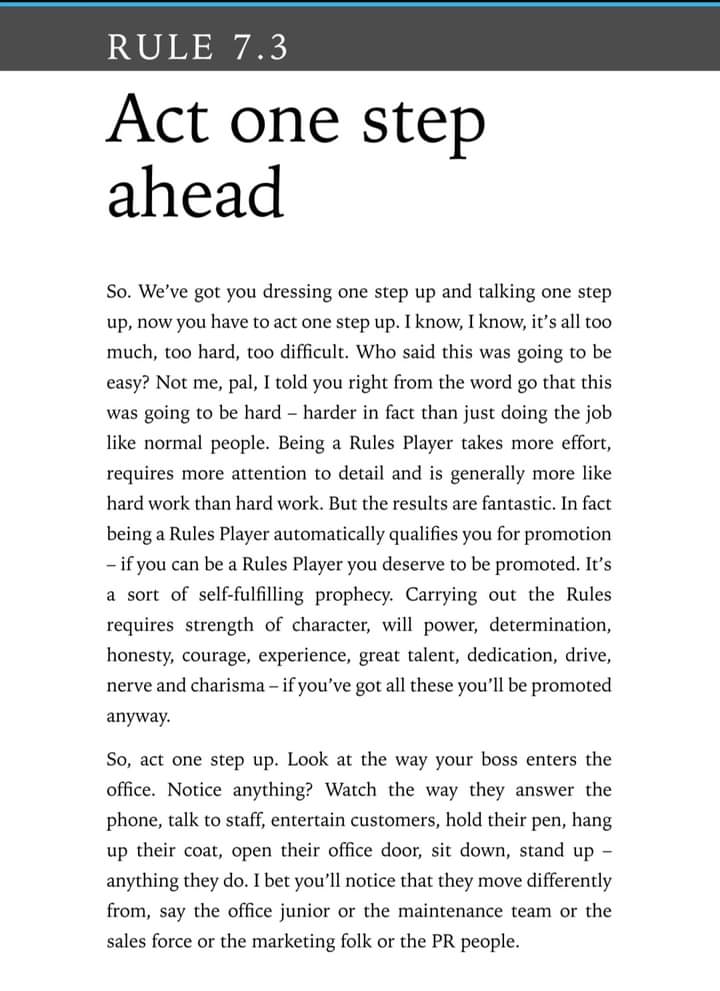 RULE 7.3
Act one step
ahead
So. We've got you dressing one step up and talking one step
up, now you have to act one step up. I know, I know, it's all too
much, too hard, too difficult. Who said this was going to be
easy? Not me, pal, I told you right from the word go that this
was going to be hard – harder in fact than just doing the job
like normal people. Being a Rules Player takes more effort,
requires more attention to detail and is generally more like
hard work than hard work. But the results are fantastic. In fact
being a Rules Player automatically qualifies you for promotion
– if you can be a Rules Player you deserve to be promoted. It's
a sort of self-fulfilling prophecy. Carrying out the Rules
requires strength of character, will power, determination,
honesty, courage, experience, great talent, dedication, drive,
nerve and charisma – if you've got all these you'll be promoted
anyway.
So, act one step up. Look at the way your boss enters the
office. Notice anything? Watch the way they answer the
phone, talk to staff, entertain customers, hold their pen, hang
up their coat, open their office door, sit down, stand up –
anything they do. I bet you'll notice that they move differently
from, say the office junior or the maintenance team or the
sales force or the marketing folk or the PR people.